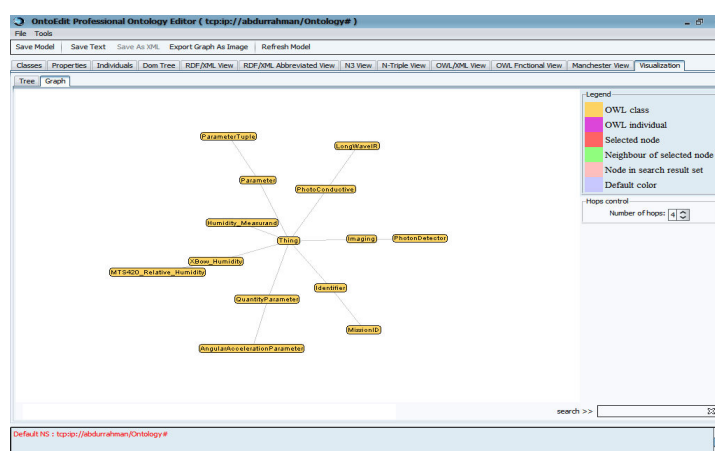 OntoEdit Professional Ontology Editor { tcp:ip://abdurrahman/Ontology# }
File Tools
Save Model Save Text Save As XML Export Graph As Image Refresh Model
Classes Properties Individuals Dom Tree RDF/XML View RDF/XML Abbreviated View N3 View N-Triple View OWL/XML View OWL Fnctional View Manchester View Visualization
Tree Graph
Legend
OWL class
OWL individual
Selected node
Neighbour of selected node
Node in search result set
Default color
Hops control
Number of hops: 4
ParameterTuple
LongWaveIR
Parameter
PhotoConductive
Humidity_Measurand
Thing
Imaging
PhotonDetector
XBow_Humidity
MTS420_Relative_Humidity
Identifier
QuantityParameter
MissionID
AngularAccelerationParameter
search >>
Default NS : tcp:ip://abdurrahman/Ontology#